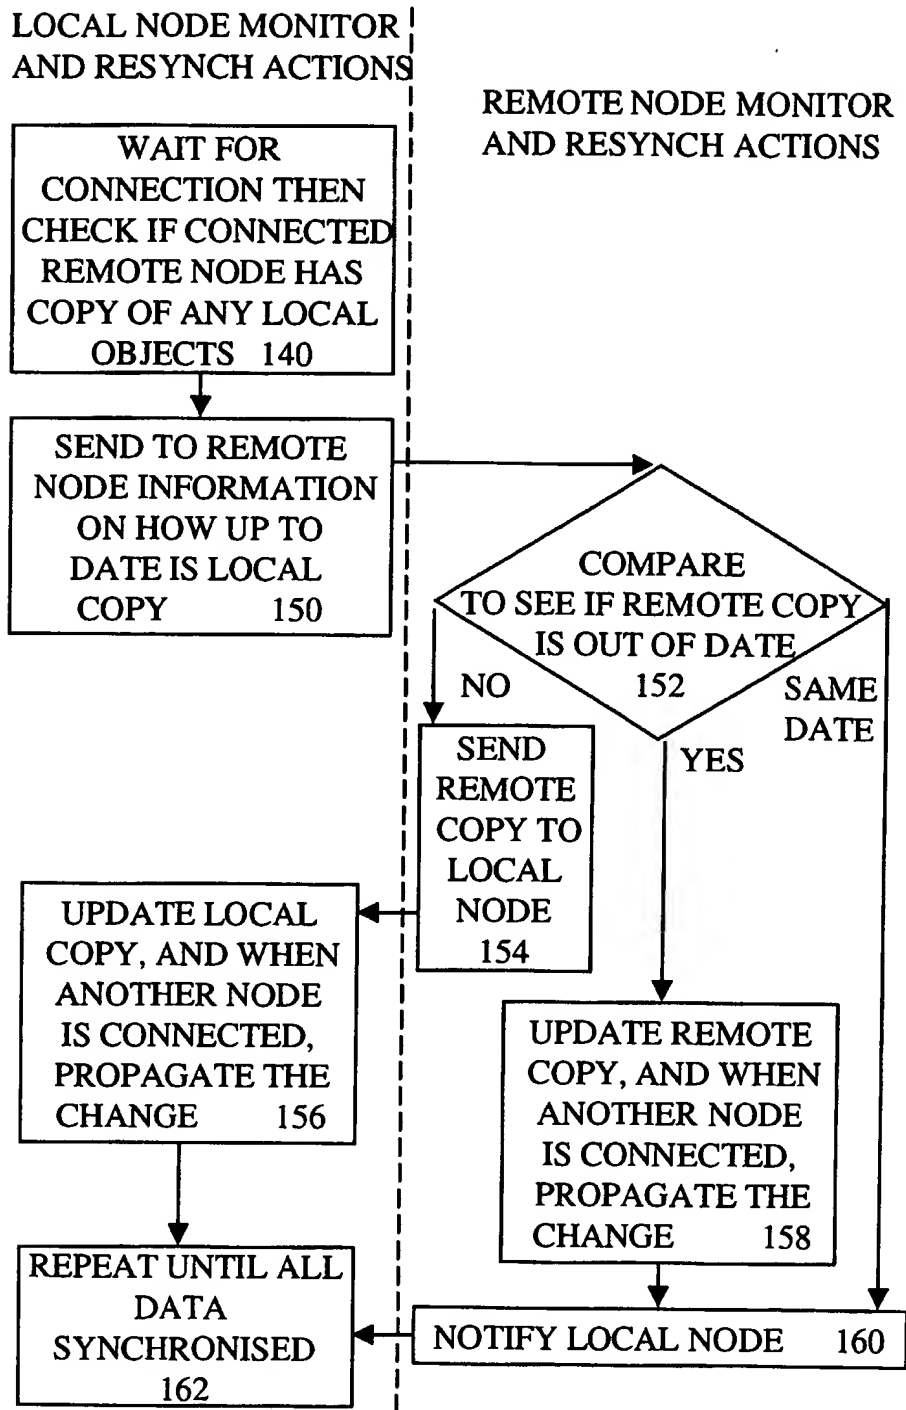 LOCAL NODE MONITOR
AND RESYNCH ACTIONS
REMOTE NODE MONITOR
AND RESYNCH ACTIONS
WAIT FOR
CONNECTION THEN
CHECK IF CONNECTED
REMOTE NODE HAS
COPY OF ANY LOCAL
OBJECTS 140
SEND TO REMOTE
NODE INFORMATION
ON HOW UP TO
DATE IS LOCAL
COPY 150
COMPARE
TO SEE IF REMOTE COPY
IS OUT OF DATE
152
NO
SAME
DATE
YES
SEND
REMOTE
COPY TO
LOCAL
NODE
154
UPDATE LOCAL
COPY, AND WHEN
ANOTHER NODE
IS CONNECTED,
PROPAGATE THE
CHANGE 156
UPDATE REMOTE
COPY, AND WHEN
ANOTHER NODE
IS CONNECTED,
PROPAGATE THE
CHANGE 158
REPEAT UNTIL ALL
DATA
SYNCHRONISED
162
NOTIFY LOCAL NODE 160